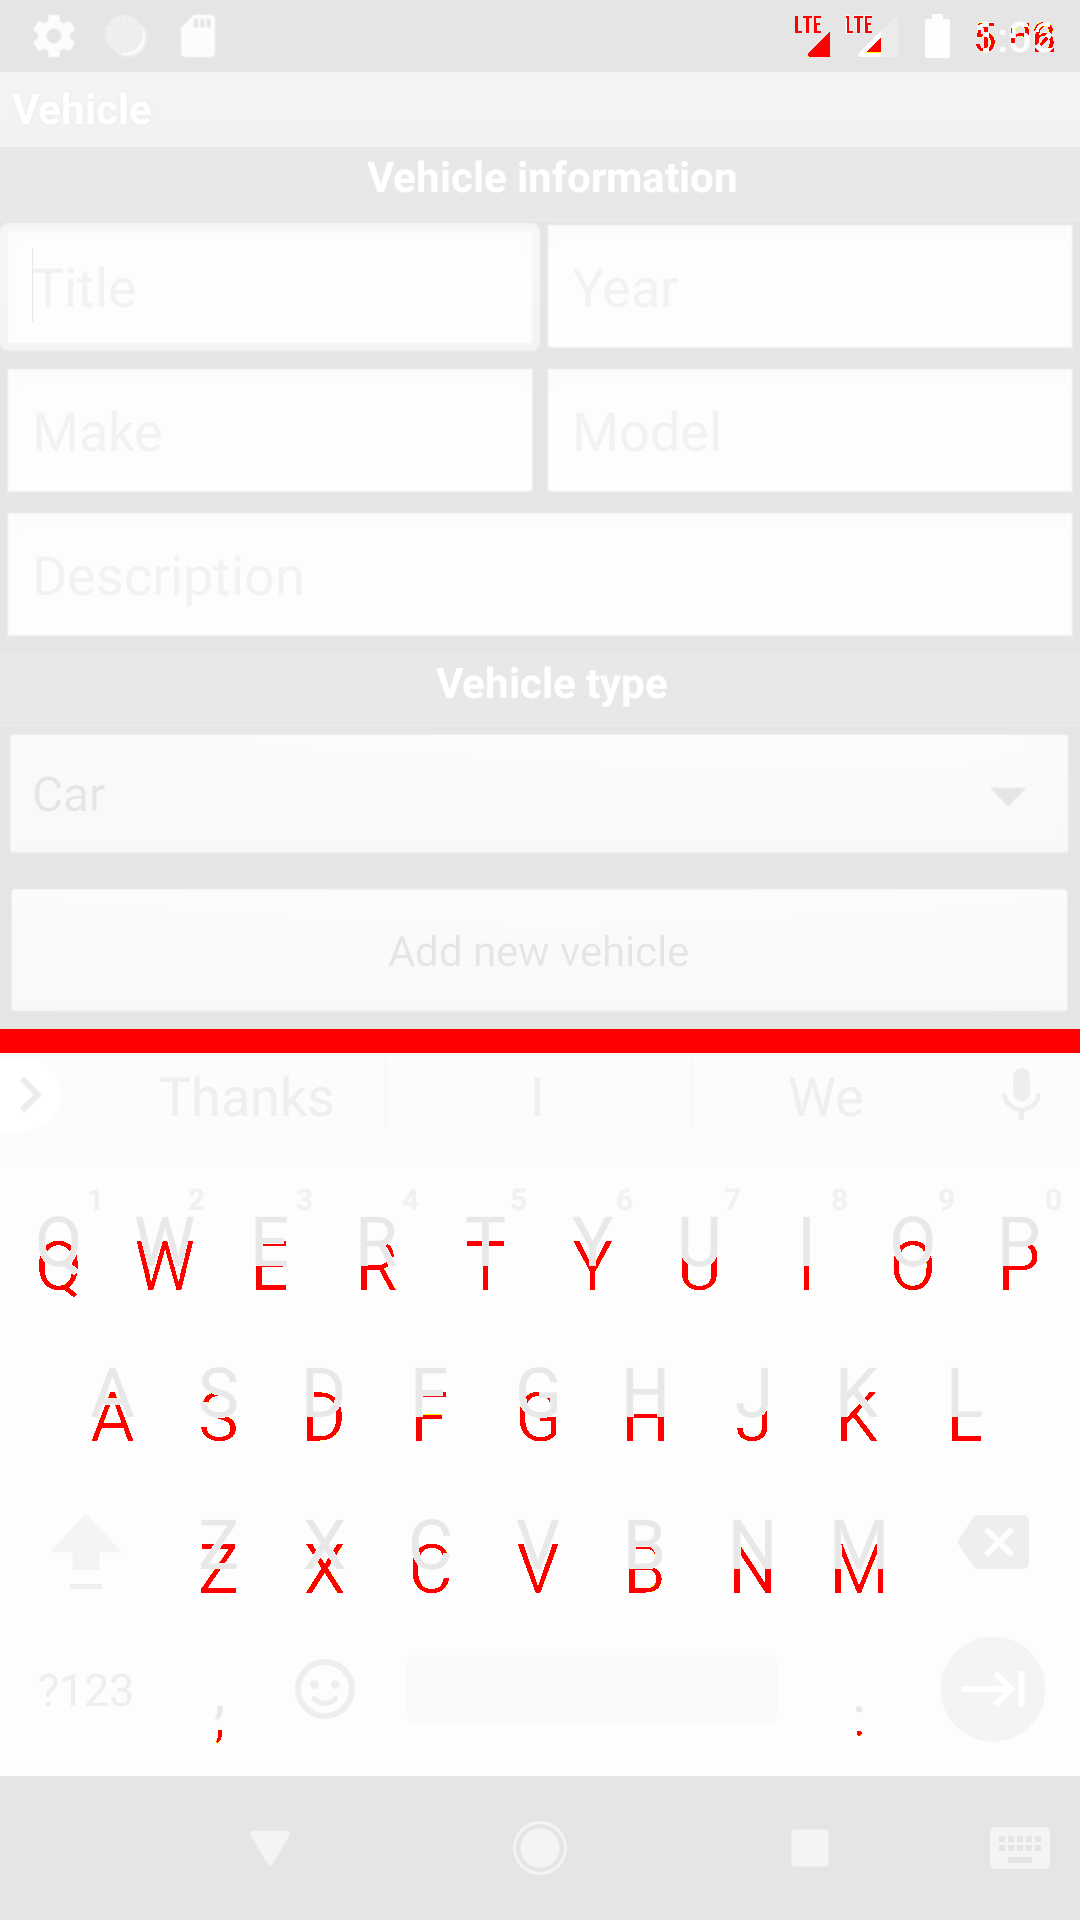 LTE LTE
Vehicle
Vehicle information
Title Year
Make Model
Description
Vehicle type
Car
Add new vehicle
Thanks I We
1 2 3 4 5 6 7 8 9 0
Q W E R T Y U I O P
A S D F G H J K L
Z X C V B N M
?123 , .